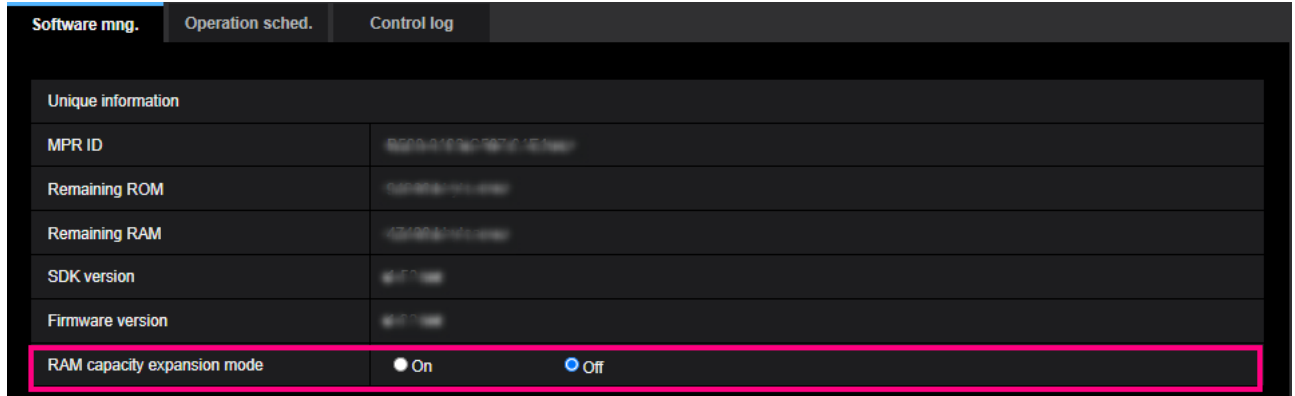 Software mng. Operation sched. Control log
Unique information
MPR ID
Remaining ROM
Remaining RAM
SDK version
Firmware version
RAM capacity expansion mode On Off